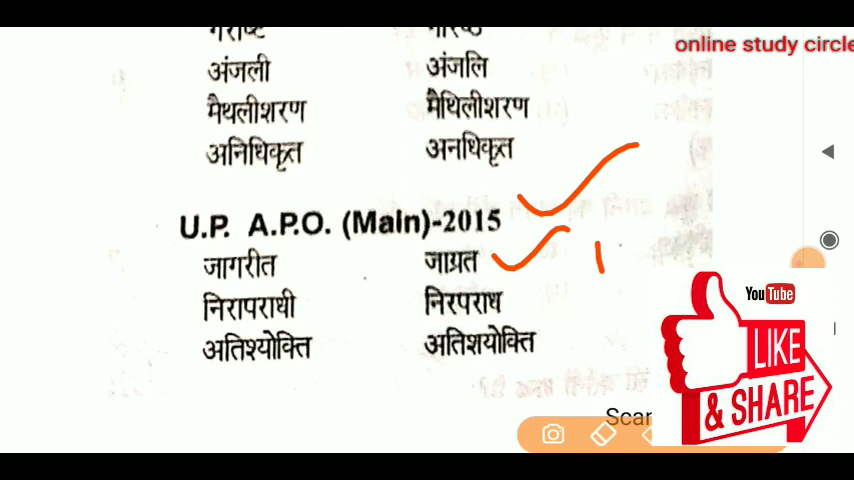 online study circle
अंजली अंजलि
मैथलीशरण मैथिलीशरण
अनिधिकृत अनधिकृत
U.P. A.P.O. (Main)-2015
जागरीत जाग्रत
निरापराधी निरपराध
अतिश्योक्ति अतिशयोक्ति
YouTube
LIKE
& SHARE